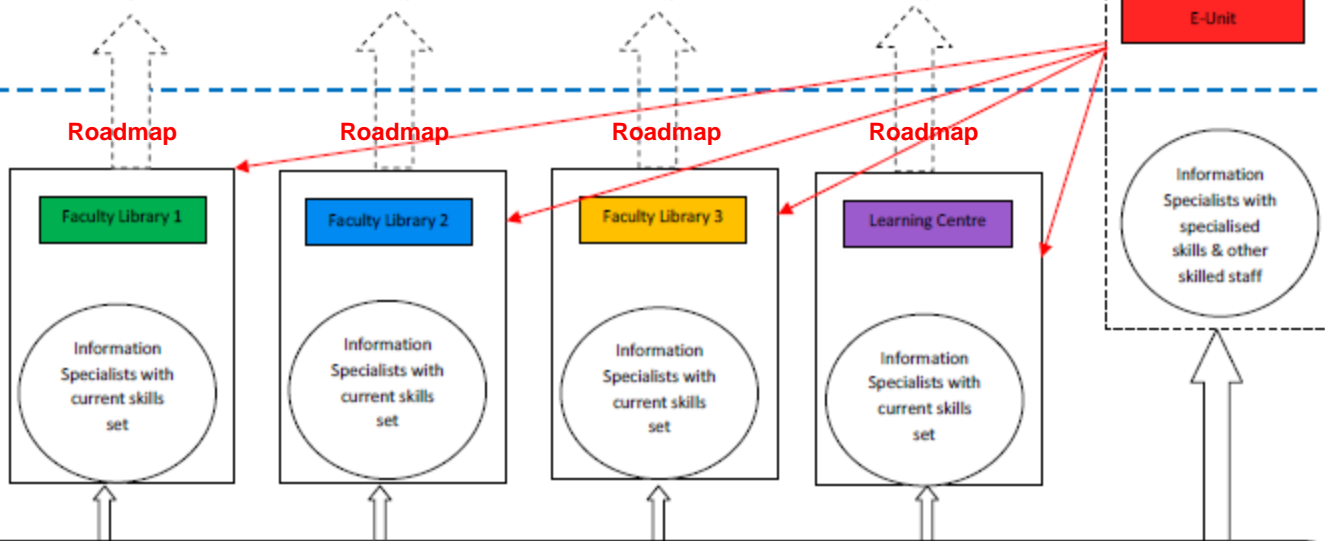 E-Unit
Roadmap
Roadmap
Roadmap
Roadmap
Faculty Library 1
Faculty Library 2
Faculty Library 3
Learning Centre
Information
Specialists with
specialised
skills & other
skilled staff
Information
Specialists with
current skills
set
Information
Specialists with
current skills
set
Information
Specialists with
current skills
set
Information
Specialists with
current skills
set